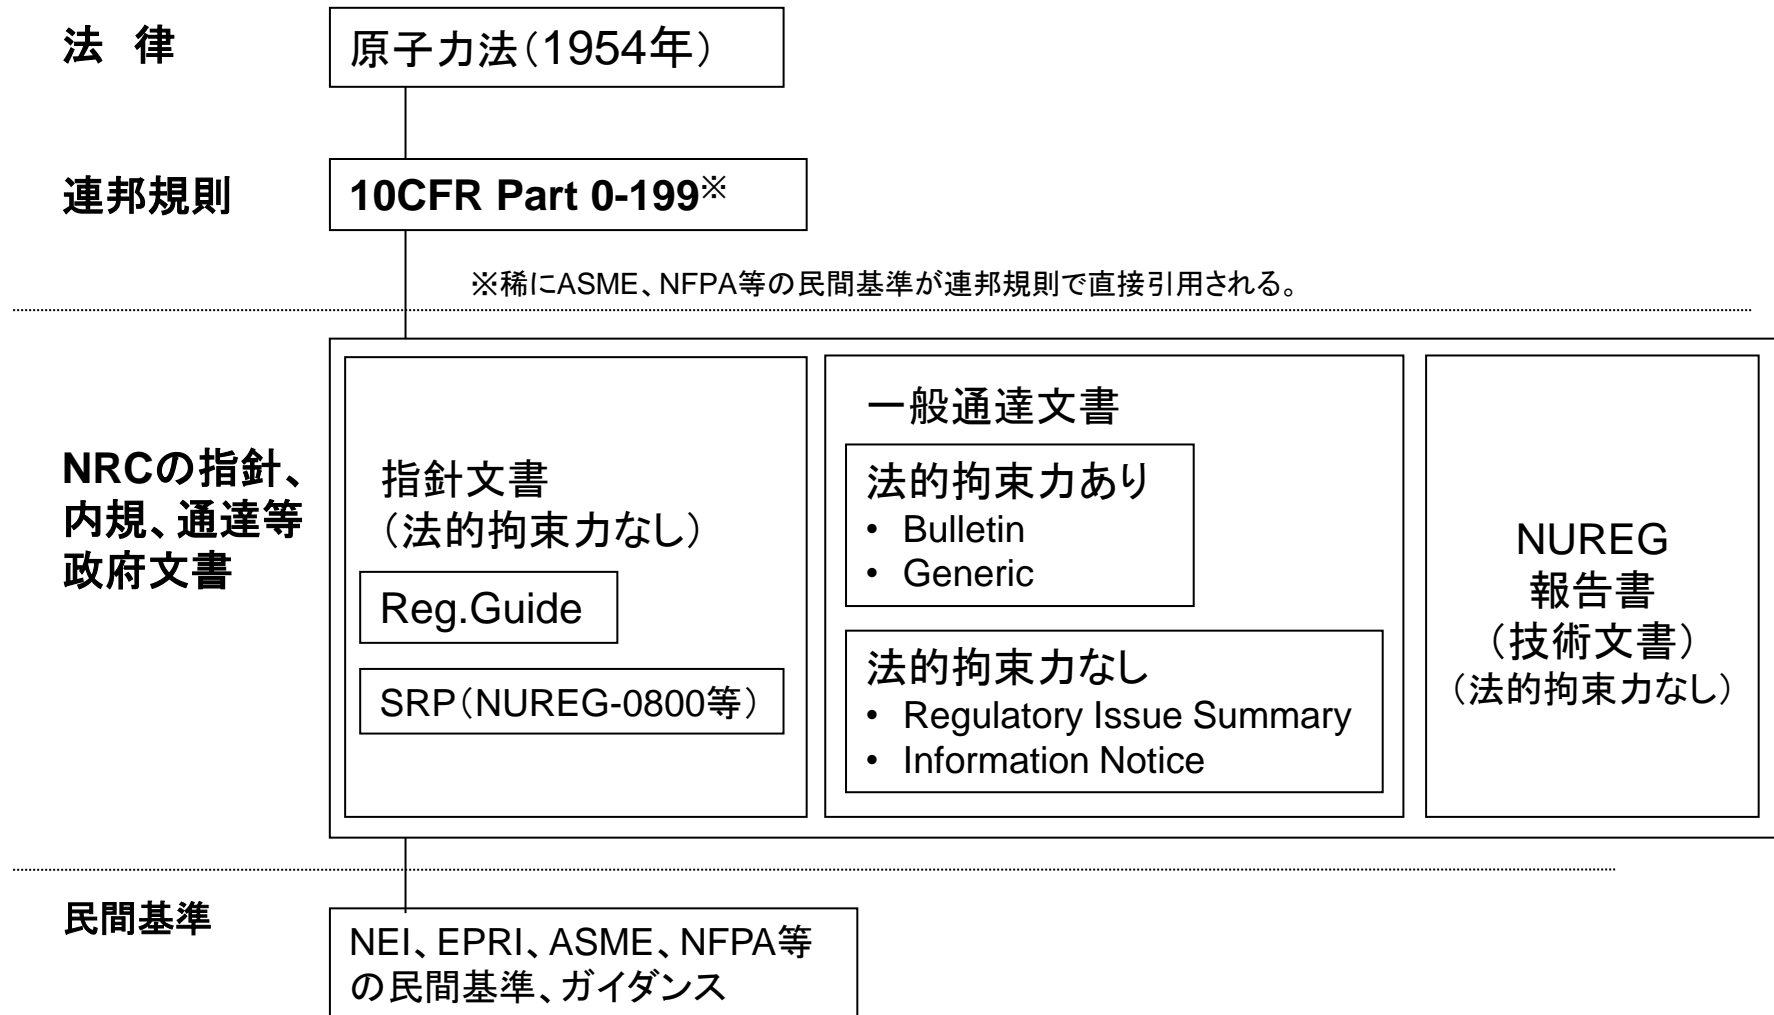 法 律
原子力法（1954年）
連邦規則
10CFR Part 0-199※
※稀にASME、NFPA等の民間基準が連邦規則で直接引用される。
NRCの指針、
内規、通達等
政府文書
指針文書
（法的拘束力なし）
Reg.Guide
SRP（NUREG-0800等）
一般通達文書
法的拘束力あり
• Bulletin
• Generic
法的拘束力なし
• Regulatory Issue Summary
• Information Notice
NUREG
報告書
（技術文書）
（法的拘束力なし）
民間基準
NEI、EPRI、ASME、NFPA等
の民間基準、ガイダンス